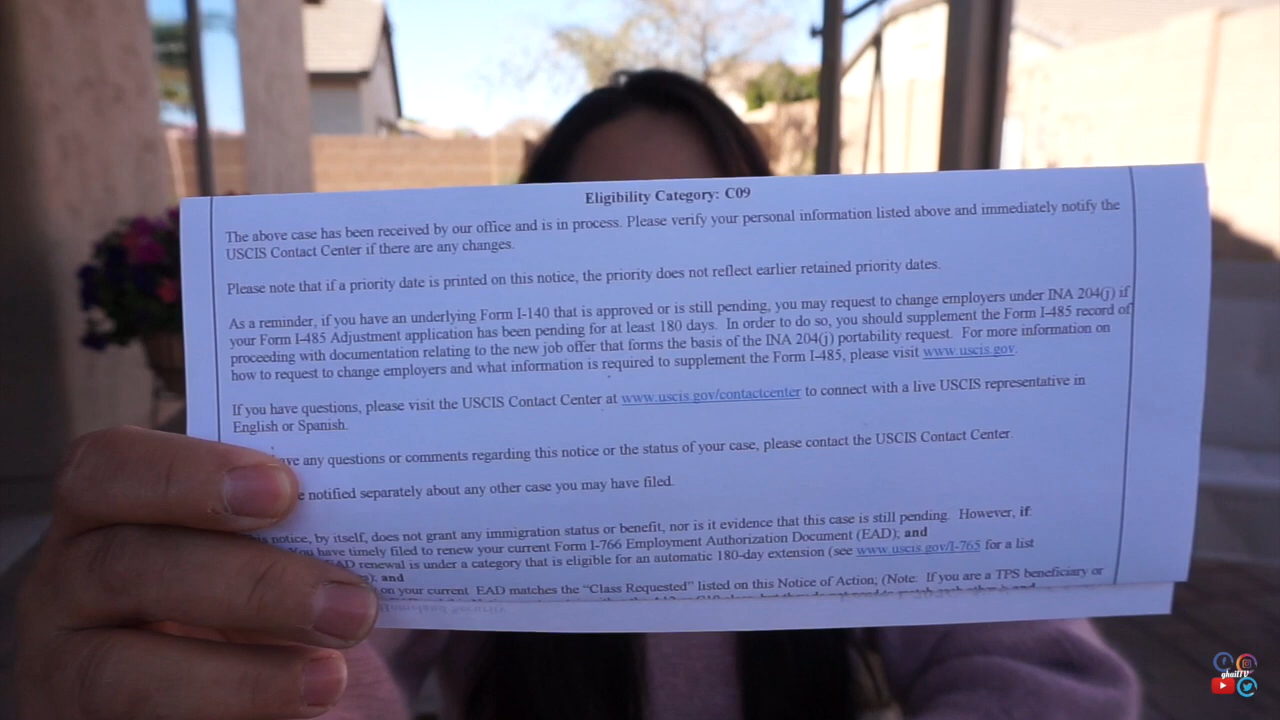 Eligibility Category: C09
The above case has been received by our office and is in process. Please verify your personal information listed above and immediately notify the
USCIS Contact Center if there are any changes.
Please note that if a priority date is printed on this notice, the priority does not reflect earlier retained priority dates.
As a reminder, if you have an underlying Form I-140 that is approved or is still pending, you may request to change employers under INA 204(j) if
your Form I-485 Adjustment application has been pending for at least 180 days. In order to do so, you should supplement the Form I-485 record of
proceeding with documentation relating to the new job offer that forms the basis of the INA 204(j) portability request. For more information on
how to request to change employers and what information is required to supplement the Form I-485, please visit www.uscis.gov.
If you have questions, please visit the USCIS Contact Center at www.uscis.gov/contactcenter to connect with a live USCIS representative in
English or Spanish.
any questions or comments regarding this notice or the status of your case, please contact the USCIS Contact Center.
notified separately about any other case you may have filed.
notice, by itself, does not grant any immigration status or benefit, nor is it evidence that this case is still pending. However, if:
You have timely filed to renew your current Form I-766 Employment Authorization Document (EAD); and
EAD renewal is under a category that is eligible for an automatic 180-day extension (see www.uscis.gov/I-765 for a list
and
on your current EAD matches the “Class Requested” listed on this Notice of Action; (Note: If you are a TPS beneficiary or
ghailTV